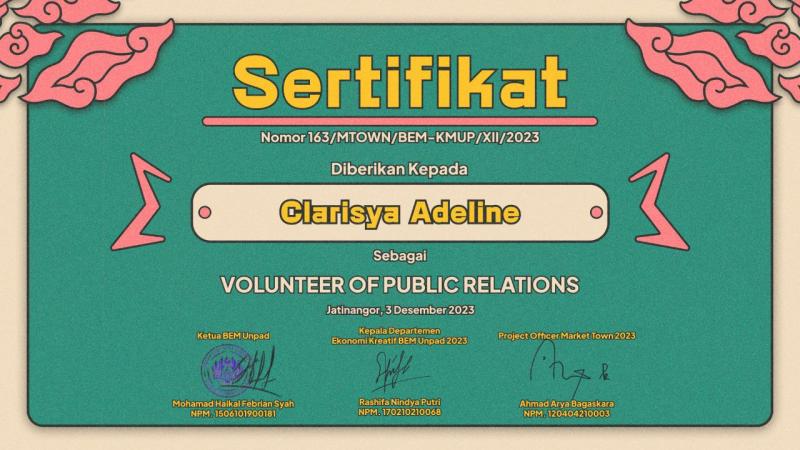 Sertifikat
Nomor 163/MTOWN/BEM-KMUP/XII/2023
Diberikan Kepada
Clarisya Adeline
Sebagai
VOLUNTEER OF PUBLIC RELATIONS
Jatinangor, 3 Desember 2023
Ketua BEM Unpad
Mohamad Haikal Febrian Syah
NPM. 1506101900181
Kepala Departemen
Ekonomi Kreatif BEM Unpad 2023
Rashifa Nindya Putri
NPM. 170210210068
Project Officer Market Town 2023
Ahmad Arya Bagaskara
NPM. 120404210003